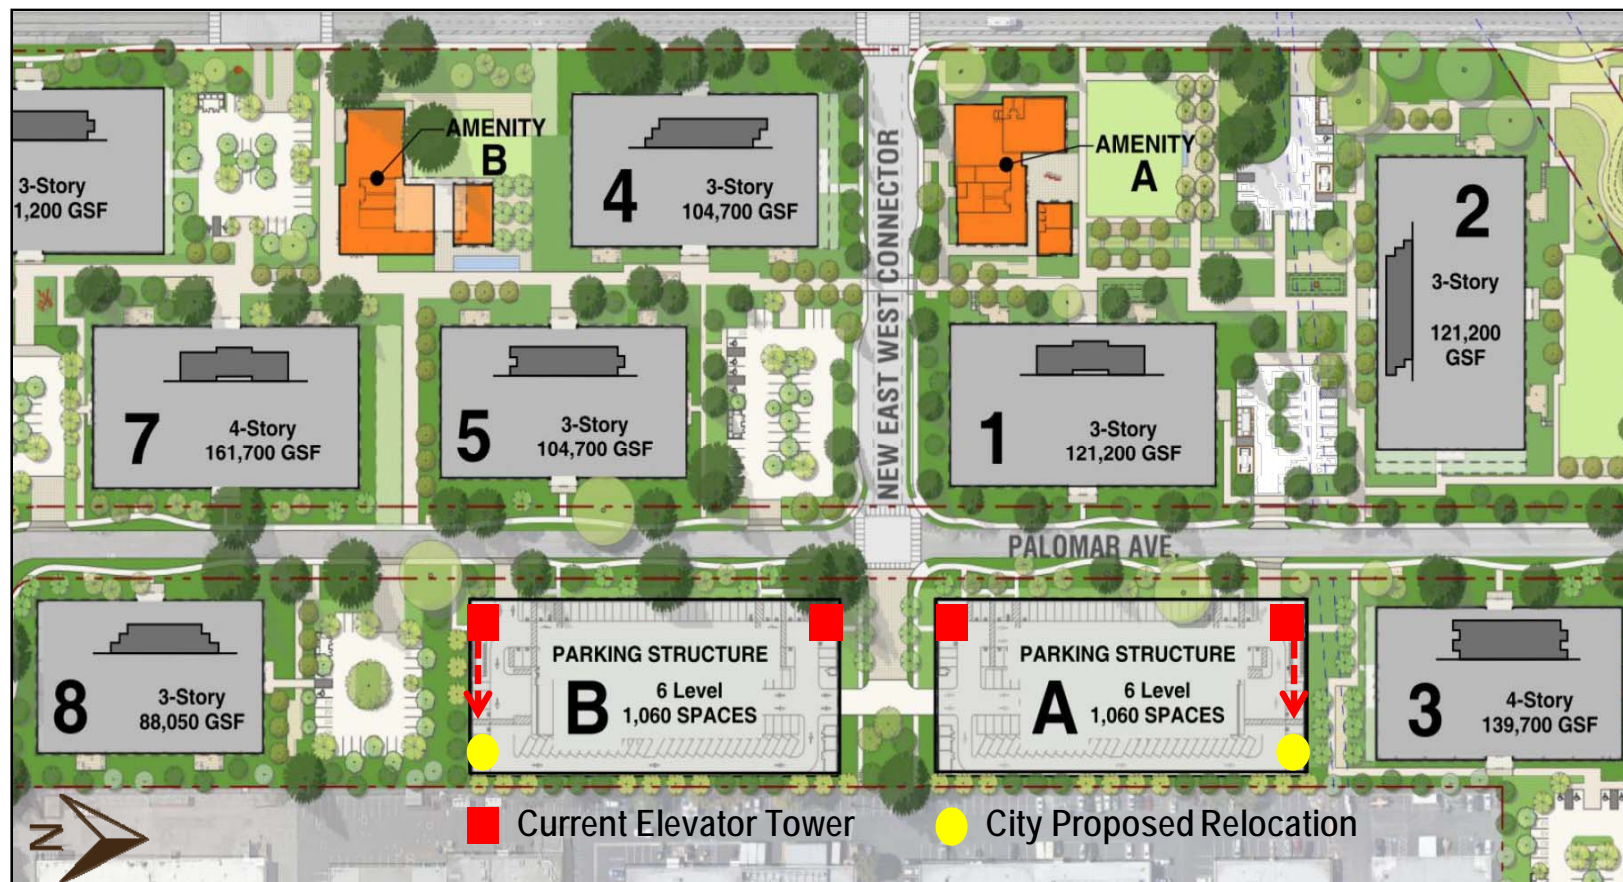 AMENITY
B
AMENITY
A
3-Story
1,200 GSF
4
3-Story
104,700 GSF
2
3-Story
121,200
GSF
NEW EAST WEST CONNECTOR
7
4-Story
161,700 GSF
5
3-Story
104,700 GSF
1
3-Story
121,200 GSF
PALOMAR AVE.
8
3-Story
88,050 GSF
PARKING STRUCTURE
B
6 Level
1,060 SPACES
PARKING STRUCTURE
A
6 Level
1,060 SPACES
3
4-Story
139,700 GSF
N
Current Elevator Tower
City Proposed Relocation